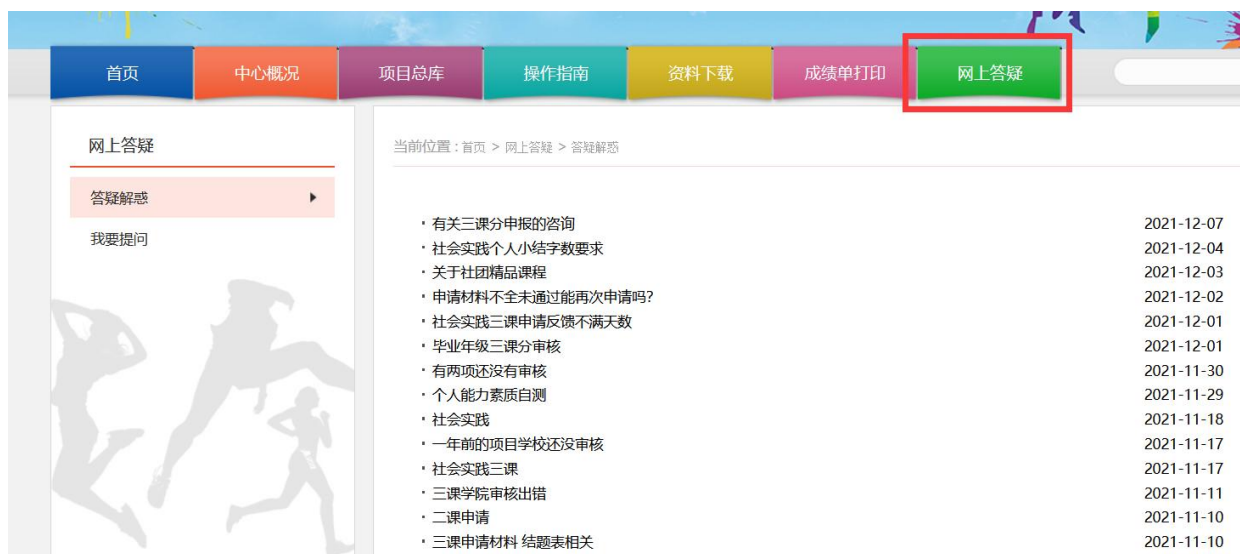 首页 中心概况 项目总库 操作指南 资料下载 成绩单打印 网上答疑
网上答疑
答疑解惑
我要提问
当前位置：首页 > 网上答疑 > 答疑解惑
· 有关三课分申报的咨询 2021-12-07
· 社会实践个人小结字数要求 2021-12-04
· 关于社团精品课程 2021-12-03
· 申请材料不全未通过能再次申请吗？ 2021-12-02
· 社会实践三课申请反馈不满天数 2021-12-01
· 毕业年级三课分审核 2021-12-01
· 有两项还没有审核 2021-11-30
· 个人能力素质自测 2021-11-29
· 社会实践 2021-11-18
· 一年前的项目学校还没审核 2021-11-17
· 社会实践三课 2021-11-17
· 三课学院审核出错 2021-11-11
· 二课申请 2021-11-10
· 三课申请材料 结题表相关 2021-11-10